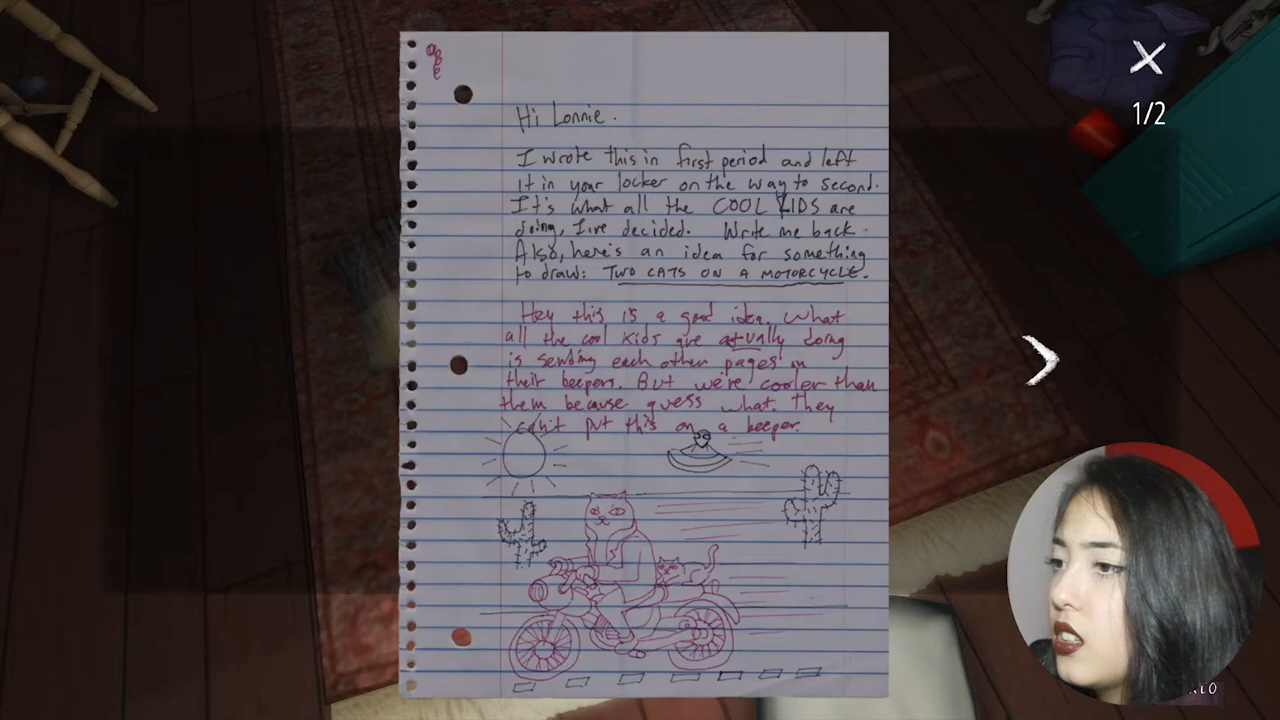 1/2
Hi Lonnie.
I wrote this in first period and left
it in your locker on the way to second.
It's what all the COOL KIDS are
doing, I've decided. Write me back.
Also, here's an idea for something
to draw: TWO CATS ON A MOTORCYCLE.
Hey this is a good idea. What
all the cool kids are actually doing
is sending each other pages on
their beepers. But we're cooler than
them because guess what. They
can't put this on a beeper.